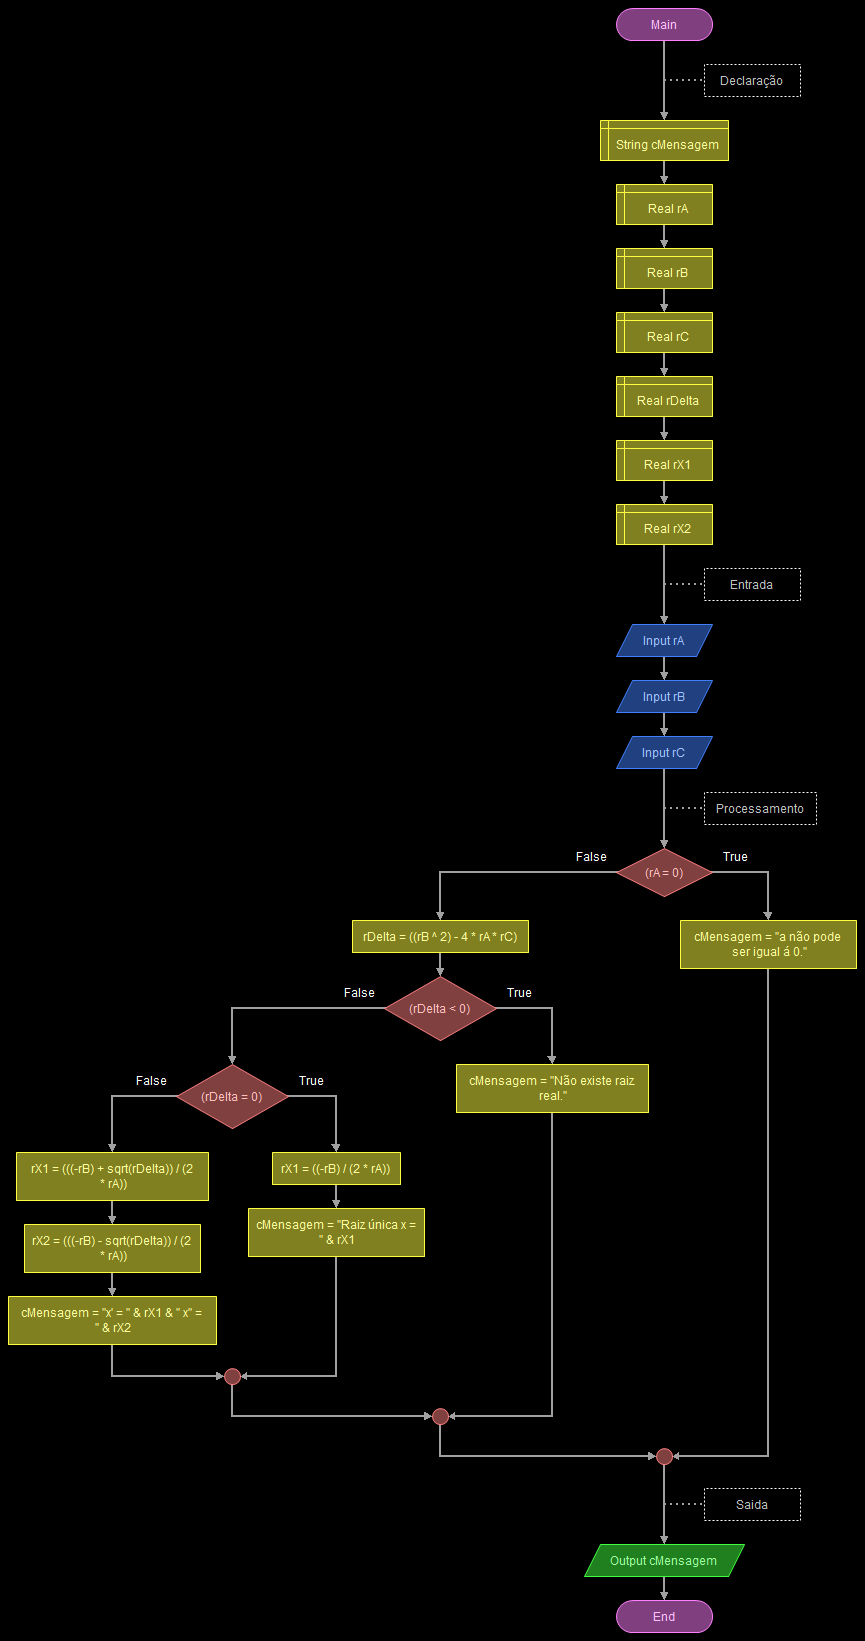 Main
Declaração
String cMensagem
Real rA
Real rB
Real rC
Real rDelta
Real rX1
Real rX2
Entrada
Input rA
Input rB
Input rC
Processamento
False
True
(rA = 0)
rDelta = ((rB ^ 2) - 4 * rA * rC)
cMensagem = "a não pode
ser igual á 0."
False
True
(rDelta < 0)
False
True
(rDelta = 0)
cMensagem = "Não existe raiz
real."
rX1 = (((-rB) + sqrt(rDelta)) / (2
* rA))
rX1 = ((-rB) / (2 * rA))
rX2 = (((-rB) - sqrt(rDelta)) / (2
* rA))
cMensagem = "Raiz única x =
" & rX1
cMensagem = "x' = " & rX1 & " x'' =
" & rX2
Saida
Output cMensagem
End